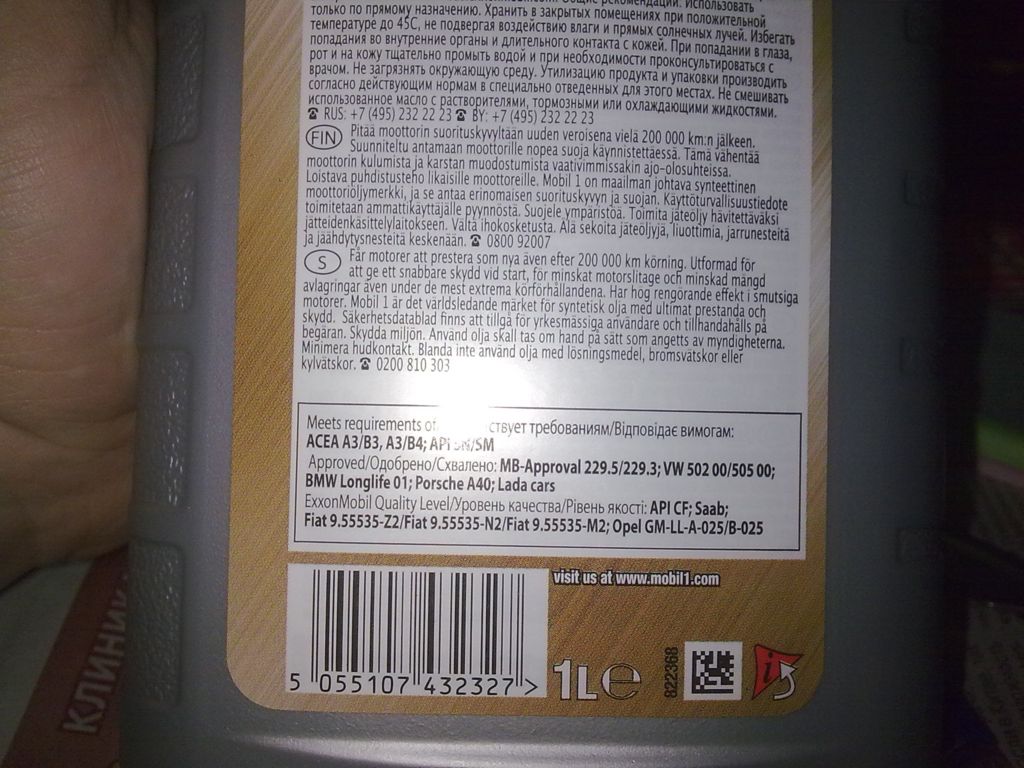 только по прямому назначению. Хранить в закрытых помещениях при положительной
температуре до 45С, не подвергая воздействию влаги и прямых солнечных лучей. Избегать
попадания во внутренние органы и длительного контакта с кожей. При попадании в глаза,
рот и на кожу тщательно промыть водой и при необходимости проконсультироваться с
врачом. Не загрязнять окружающую среду. Утилизацию продукта и упаковки производить
согласно действующим нормам в специально отведенных для этого местах. Не смешивать
использованное масло с растворителями, тормозными или охлаждающими жидкостями.
☎ RUS: +7 (495) 232 22 23 ☎ BY: +7 (495) 232 22 23
FIN Pitää moottorin suorituskyvyltään uuden veroisena vielä 200 000 km:n jälkeen.
Suunniteltu antamaan moottorille nopea suoja käynnistettäessä. Tämä vähentää
moottorin kulumista ja karstan muodostumista vaativimmissakin ajo-olosuhteissa.
Loistava puhdistusteho likaisille moottoreille. Mobil 1 on maailman johtava synteettinen
moottoriöljymerkki, ja se antaa erinomaisen suorituskyvyn ja suojan. Käyttöturvallisuustiedote
toimitetaan ammattikäyttäjälle pyynnöstä. Suojele ympäristöä. Toimita jäteöljy hävitettäväksi
jätteidenkäsittelylaitokseen. Vältä ihokosketusta. Älä sekoita jäteöljyjä, liuottimia, jarrunesteitä
ja jäähdytysnesteitä keskenään. ☎ 0800 92007
S Får motorer att prestera som nya även efter 200 000 km körning. Utformad för
att ge ett snabbare skydd vid start, för minskat motorslitage och minskad mängd
avlagringar även under de mest extrema körförhållandena. Har hög rengörande effekt i smutsiga
motorer. Mobil 1 är det världsledande märket för syntetisk olja med ultimat prestanda och
skydd. Säkerhetsdatablad finns att tillgå för yrkesmässiga användare och tillhandahålls på
begäran. Skydda miljön. Använd olja skall tas om hand på sätt som angetts av myndigheterna.
Minimera hudkontakt. Blanda inte använd olja med lösningsmedel, bromsvätskor eller
kylvätskor. ☎ 0200 810 303
Meets requirements of ствует требованиям/Відповідає вимогам:
ACEA A3/B3, A3/B4; API SN/SM
Approved/Одобрено/Схвалено: MB-Approval 229.5/229.3; VW 502 00/505 00;
BMW Longlife 01; Porsche A40; Lada cars
ExxonMobil Quality Level/Уровень качества/Рівень якості: API CF; Saab;
Fiat 9.55535-Z2/Fiat 9.55535-N2/Fiat 9.55535-M2; Opel GM-LL-A-025/B-025
visit us at www.mobil1.com
5 055107 432327 >
1L℮
822368
i
КЛИНИК